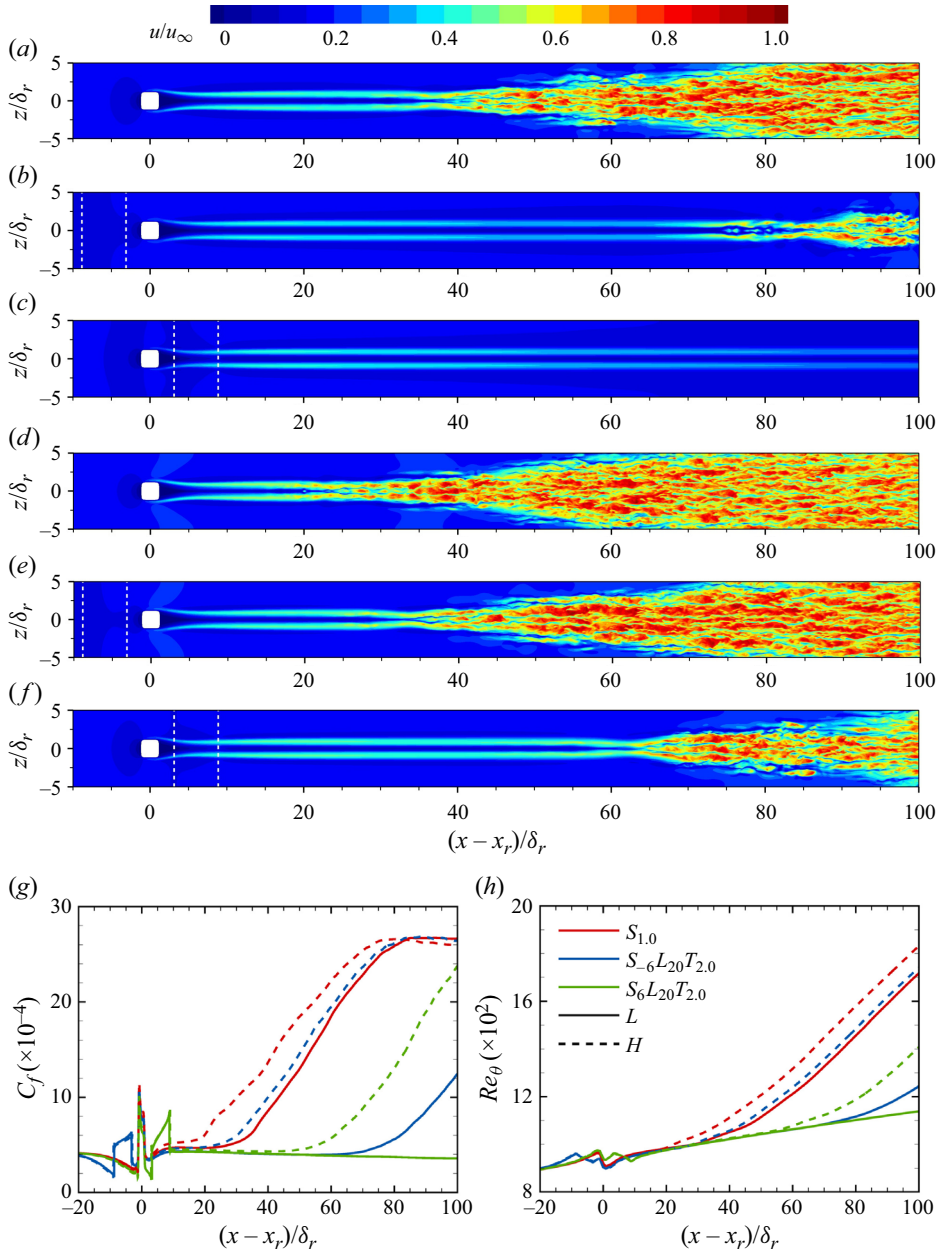 u/u∞ 0 0.2 0.4 0.6 0.8 1.0
(a)
z/δr
5
0
−5
0 20 40 60 80 100
(b)
z/δr
5
0
−5
0 20 40 60 80 100
(c)
z/δr
5
0
−5
0 20 40 60 80 100
(d)
z/δr
5
0
−5
0 20 40 60 80 100
(e)
z/δr
5
0
−5
0 20 40 60 80 100
(f)
z/δr
5
0
−5
0 20 40 60 80 100
(x − xr)/δr
(g)
Cf (×10−4)
30
20
10
0
−20 0 20 40 60 80 100
(x − xr)/δr
(h)
Reθ (×102)
20
16
12
8
S1.0
S−6L20T2.0
S6L20T2.0
L
H
−20 0 20 40 60 80 100
(x − xr)/δr